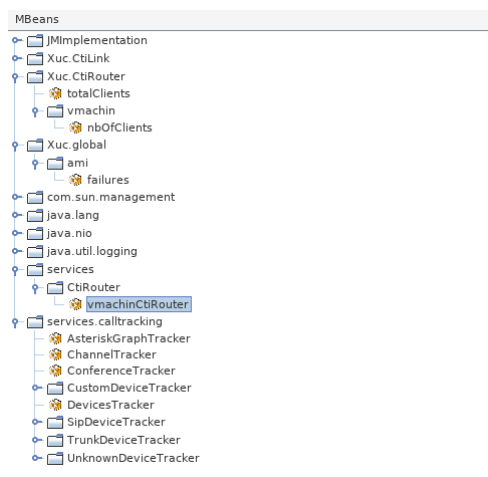 MBeans
JMImplementation
Xuc.CtiLink
Xuc.CtiRouter
totalClients
vmachin
nbOfClients
Xuc.global
ami
failures
com.sun.management
java.lang
java.nio
java.util.logging
services
CtiRouter
vmachinCtiRouter
services.calltracking
AsteriskGraphTracker
ChannelTracker
ConferenceTracker
CustomDeviceTracker
DevicesTracker
SipDeviceTracker
TrunkDeviceTracker
UnknownDeviceTracker